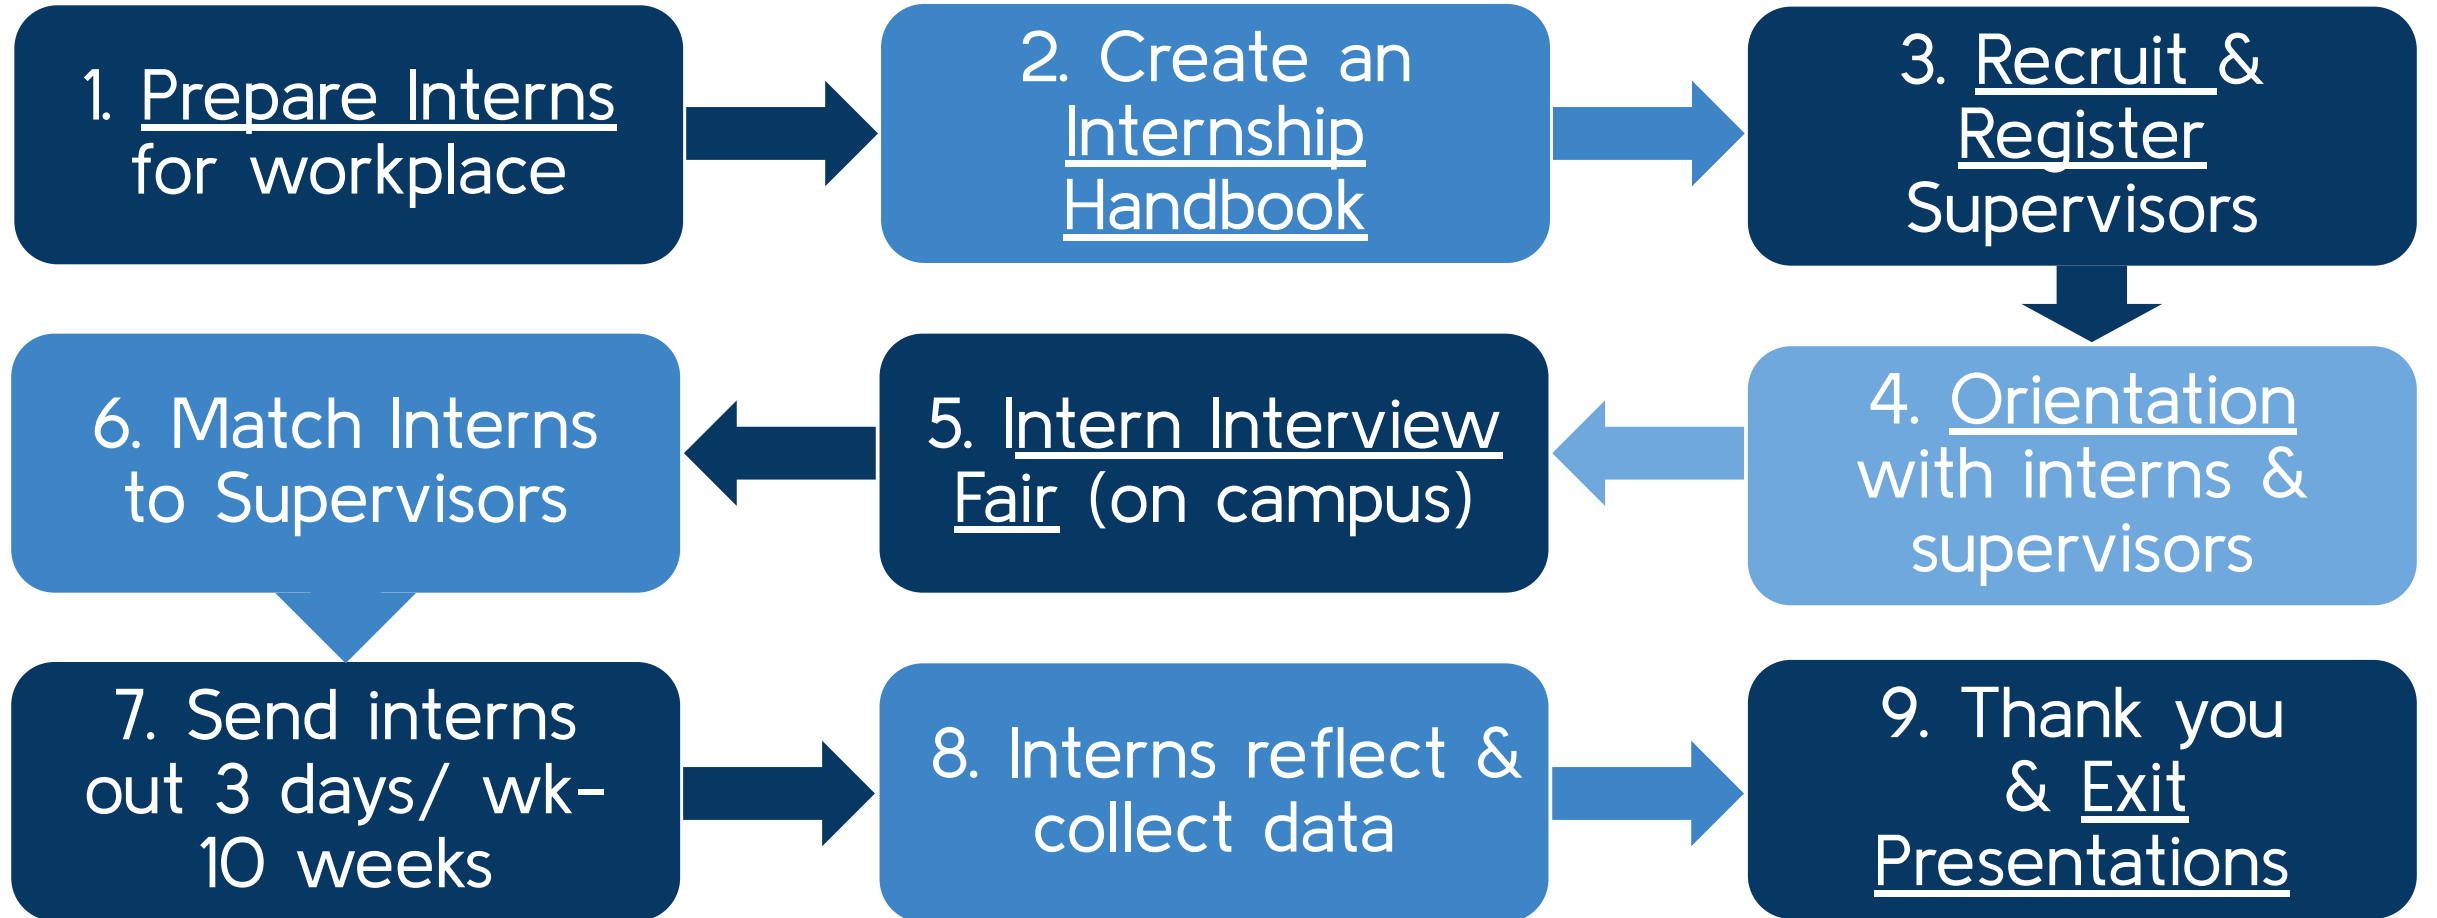 1. Prepare Interns
for workplace
2. Create an
Internship
Handbook
3. Recruit &
Register
Supervisors
4. Orientation
with interns &
supervisors
5. Intern Interview
Fair (on campus)
6. Match Interns
to Supervisors
7. Send interns
out 3 days/ wk-
10 weeks
8. Interns reflect &
collect data
9. Thank you
& Exit
Presentations